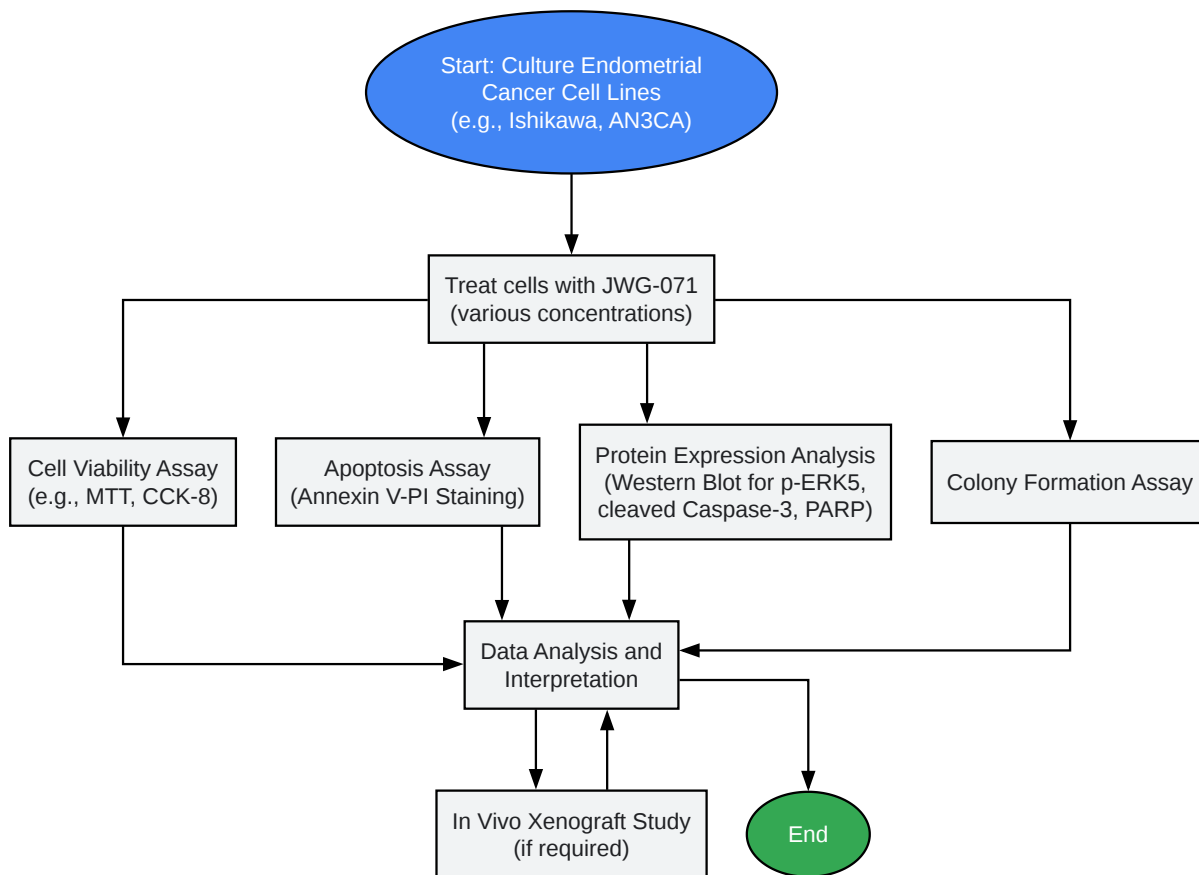 Start: Culture Endometrial
Cancer Cell Lines
(e.g., Ishikawa, AN3CA)
Treat cells with JWG-071
(various concentrations)
Cell Viability Assay
(e.g., MTT, CCK-8)
Apoptosis Assay
(Annexin V-PI Staining)
Protein Expression Analysis
(Western Blot for p-ERK5,
cleaved Caspase-3, PARP)
Colony Formation Assay
Data Analysis and
Interpretation
In Vivo Xenograft Study
(if required)
End